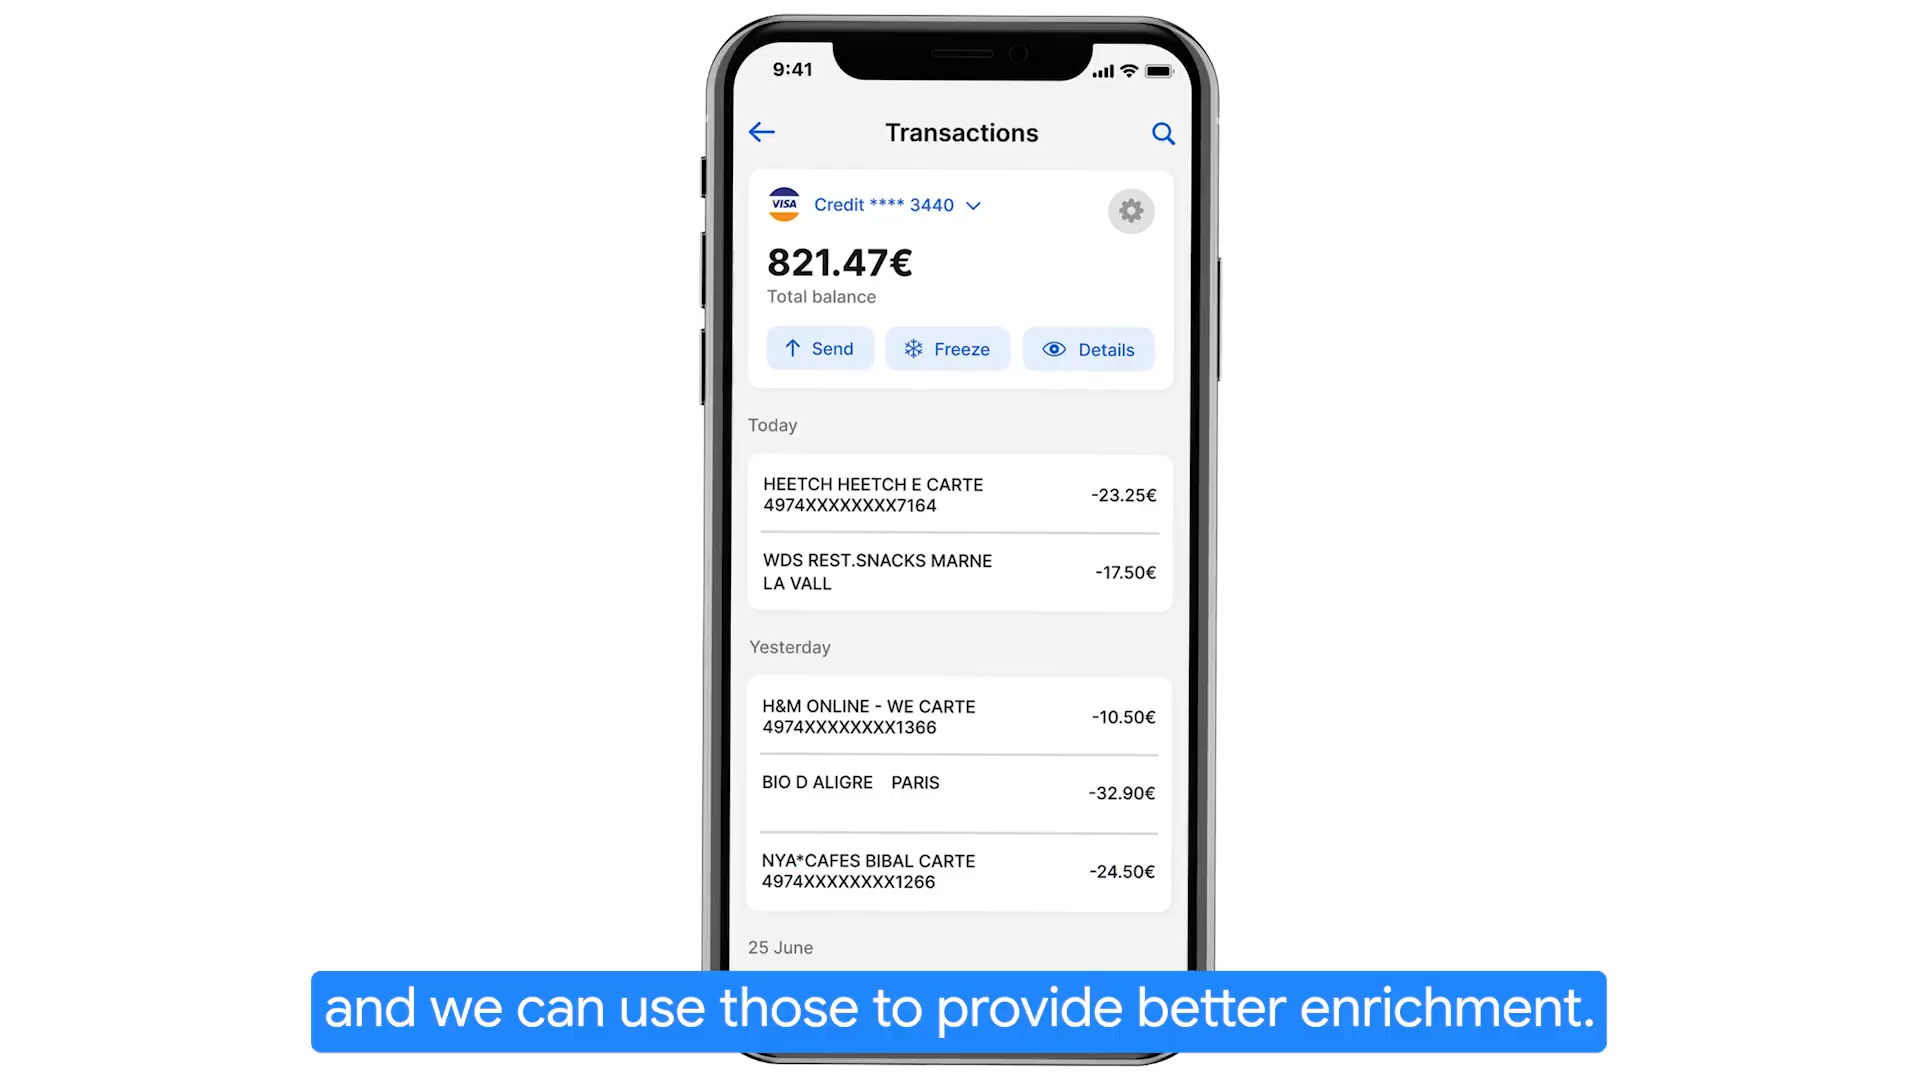 9:41
Transactions
VISA
Credit **** 3440
821.47€
Total balance
Send
Freeze
Details
Today
HEETCH HEETCH E CARTE
4974XXXXXXXX7164
-23.25€
WDS REST.SNACKS MARNE
LA VALL
-17.50€
Yesterday
H&M ONLINE - WE CARTE
4974XXXXXXXX1366
-10.50€
BIO D ALIGRE PARIS
-32.90€
NYA*CAFES BIBAL CARTE
4974XXXXXXXX1266
-24.50€
25 June
and we can use those to provide better enrichment.